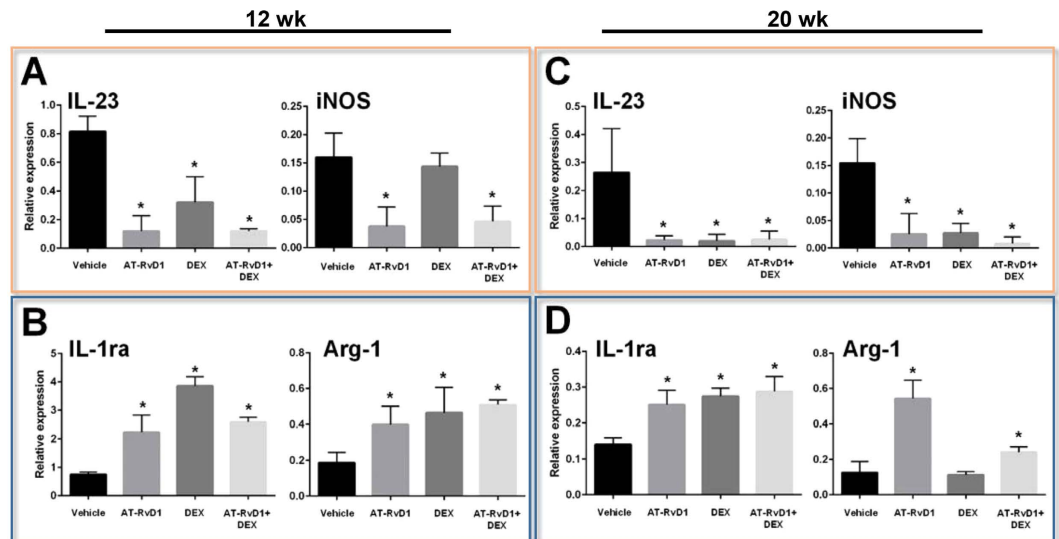 12 wk
20 wk
A
IL-23
Relative expression
1.0
0.8
0.6
0.4
0.2
0.0
*
*
*
Vehicle AT-RvD1 DEX AT-RvD1+
DEX
iNOS
0.25
0.20
0.15
0.10
0.05
0.00
*
*
Vehicle AT-RvD1 DEX AT-RvD1+
DEX
C
IL-23
Relative expression
0.5
0.4
0.3
0.2
0.1
0.0
*
*
*
Vehicle AT-RvD1 DEX AT-RvD1+
DEX
iNOS
0.25
0.20
0.15
0.10
0.05
0.00
*
*
*
Vehicle AT-RvD1 DEX AT-RvD1+
DEX
B
IL-1ra
Relative expression
5
4
3
2
1
0
*
*
*
Vehicle AT-RvD1 DEX AT-RvD1+
DEX
Arg-1
0.8
0.6
0.4
0.2
0.0
*
*
*
Vehicle AT-RvD1 DEX AT-RvD1+
DEX
D
IL-1ra
Relative expression
0.4
0.3
0.2
0.1
0.0
*
*
*
Vehicle AT-RvD1 DEX AT-RvD1+
DEX
Arg-1
0.8
0.6
0.4
0.2
0.0
*
*
Vehicle AT-RvD1 DEX AT-RvD1+
DEX